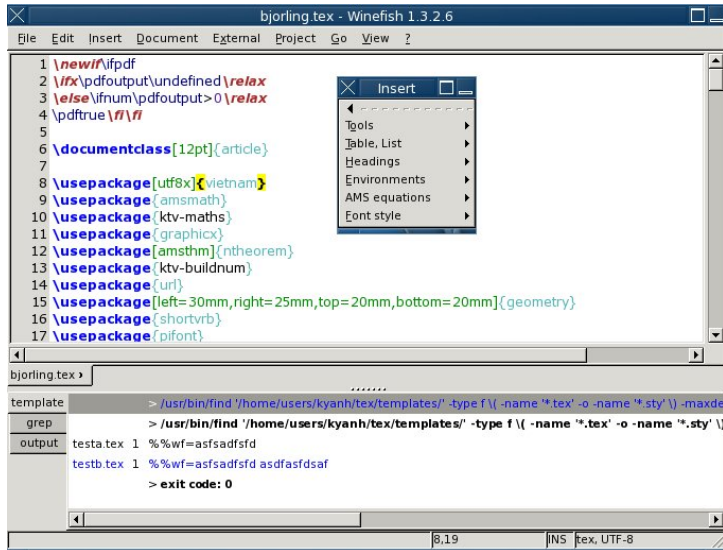 bjorling.tex - Winefish 1.3.2.6
File Edit Insert Document External Project Go View ?
1 \newif\ifpdf
2 \ifx\pdfoutput\undefined\relax
3 \else\ifnum\pdfoutput>0\relax
4 \pdftrue\fi\fi
5
6 \documentclass[12pt]{article}
7
8 \usepackage[utf8x]{vietnam}
9 \usepackage{amsmath}
10 \usepackage{ktv-maths}
11 \usepackage{graphicx}
12 \usepackage[amsthm]{ntheorem}
13 \usepackage{ktv-buildnum}
14 \usepackage{url}
15 \usepackage[left=30mm,right=25mm,top=20mm,bottom=20mm]{geometry}
16 \usepackage{shortvrb}
17 \usepackage{pifont}
Insert
Tools
Table, List
Headings
Environments
AMS equations
Font style
bjorling.tex
template
grep
output
> /usr/bin/find '/home/users/kyanh/tex/templates/' -type f \( -name '*.tex' -o -name '*.sty' \) -maxde
> /usr/bin/find '/home/users/kyanh/tex/templates/' -type f \( -name '*.tex' -o -name '*.sty' \)
testa.tex 1 %%wf=asfsadfsfd
testb.tex 1 %%wf=asfsadfsfd asdfasfdsaf
> exit code: 0
8,19 INS tex, UTF-8